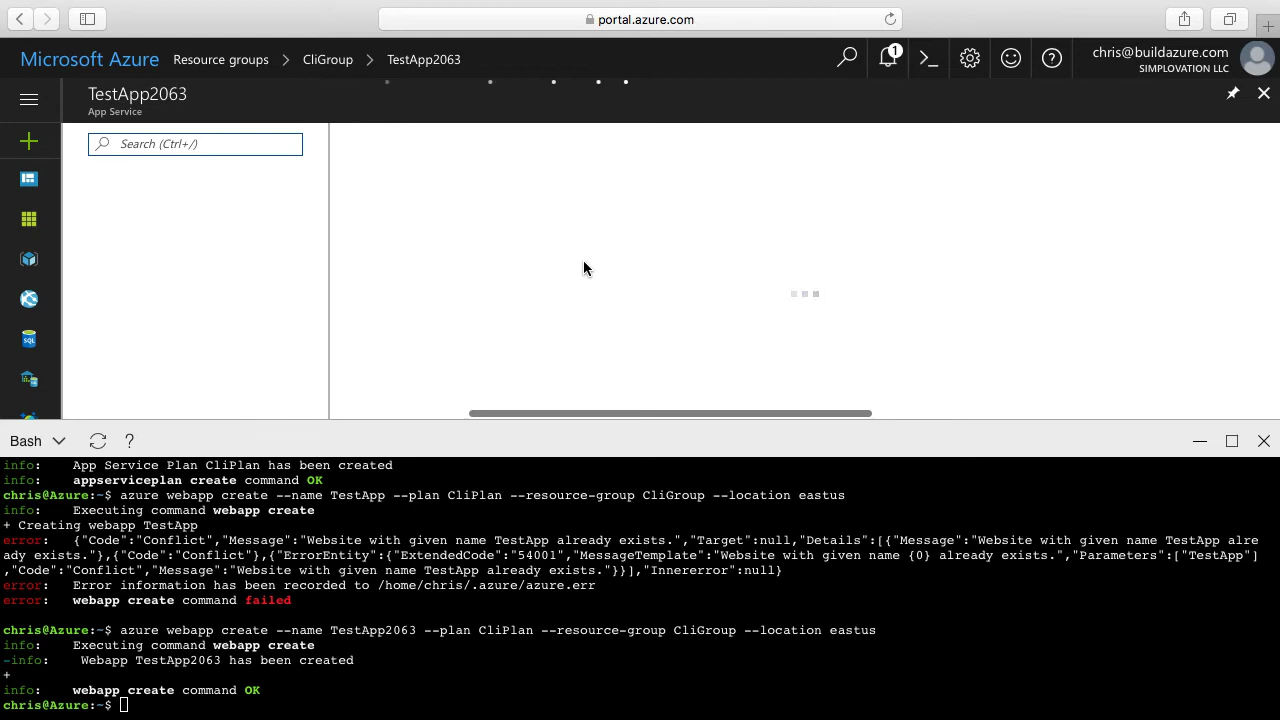 portal.azure.com
Microsoft Azure Resource groups > CliGroup > TestApp2063
1
chris@buildazure.com
SIMPLOVATION LLC
TestApp2063
App Service
Search (Ctrl+/)
SQL
Bash ?
info:    App Service Plan CliPlan has been created
info:    appserviceplan create command OK
chris@Azure:~$ azure webapp create --name TestApp --plan CliPlan --resource-group CliGroup --location eastus
info:    Executing command webapp create
+ Creating webapp TestApp
error:   {"Code":"Conflict","Message":"Website with given name TestApp already exists.","Target":null,"Details":[{"Message":"Website with given name TestApp alre
ady exists."},{"Code":"Conflict"},{"ErrorEntity":{"ExtendedCode":"54001","MessageTemplate":"Website with given name {0} already exists.","Parameters":["TestApp"]
,"Code":"Conflict","Message":"Website with given name TestApp already exists."}}],"Innererror":null}
error:   Error information has been recorded to /home/chris/.azure/azure.err
error:   webapp create command failed
chris@Azure:~$ azure webapp create --name TestApp2063 --plan CliPlan --resource-group CliGroup --location eastus
info:    Executing command webapp create
-info:    Webapp TestApp2063 has been created
+
info:    webapp create command OK
chris@Azure:~$